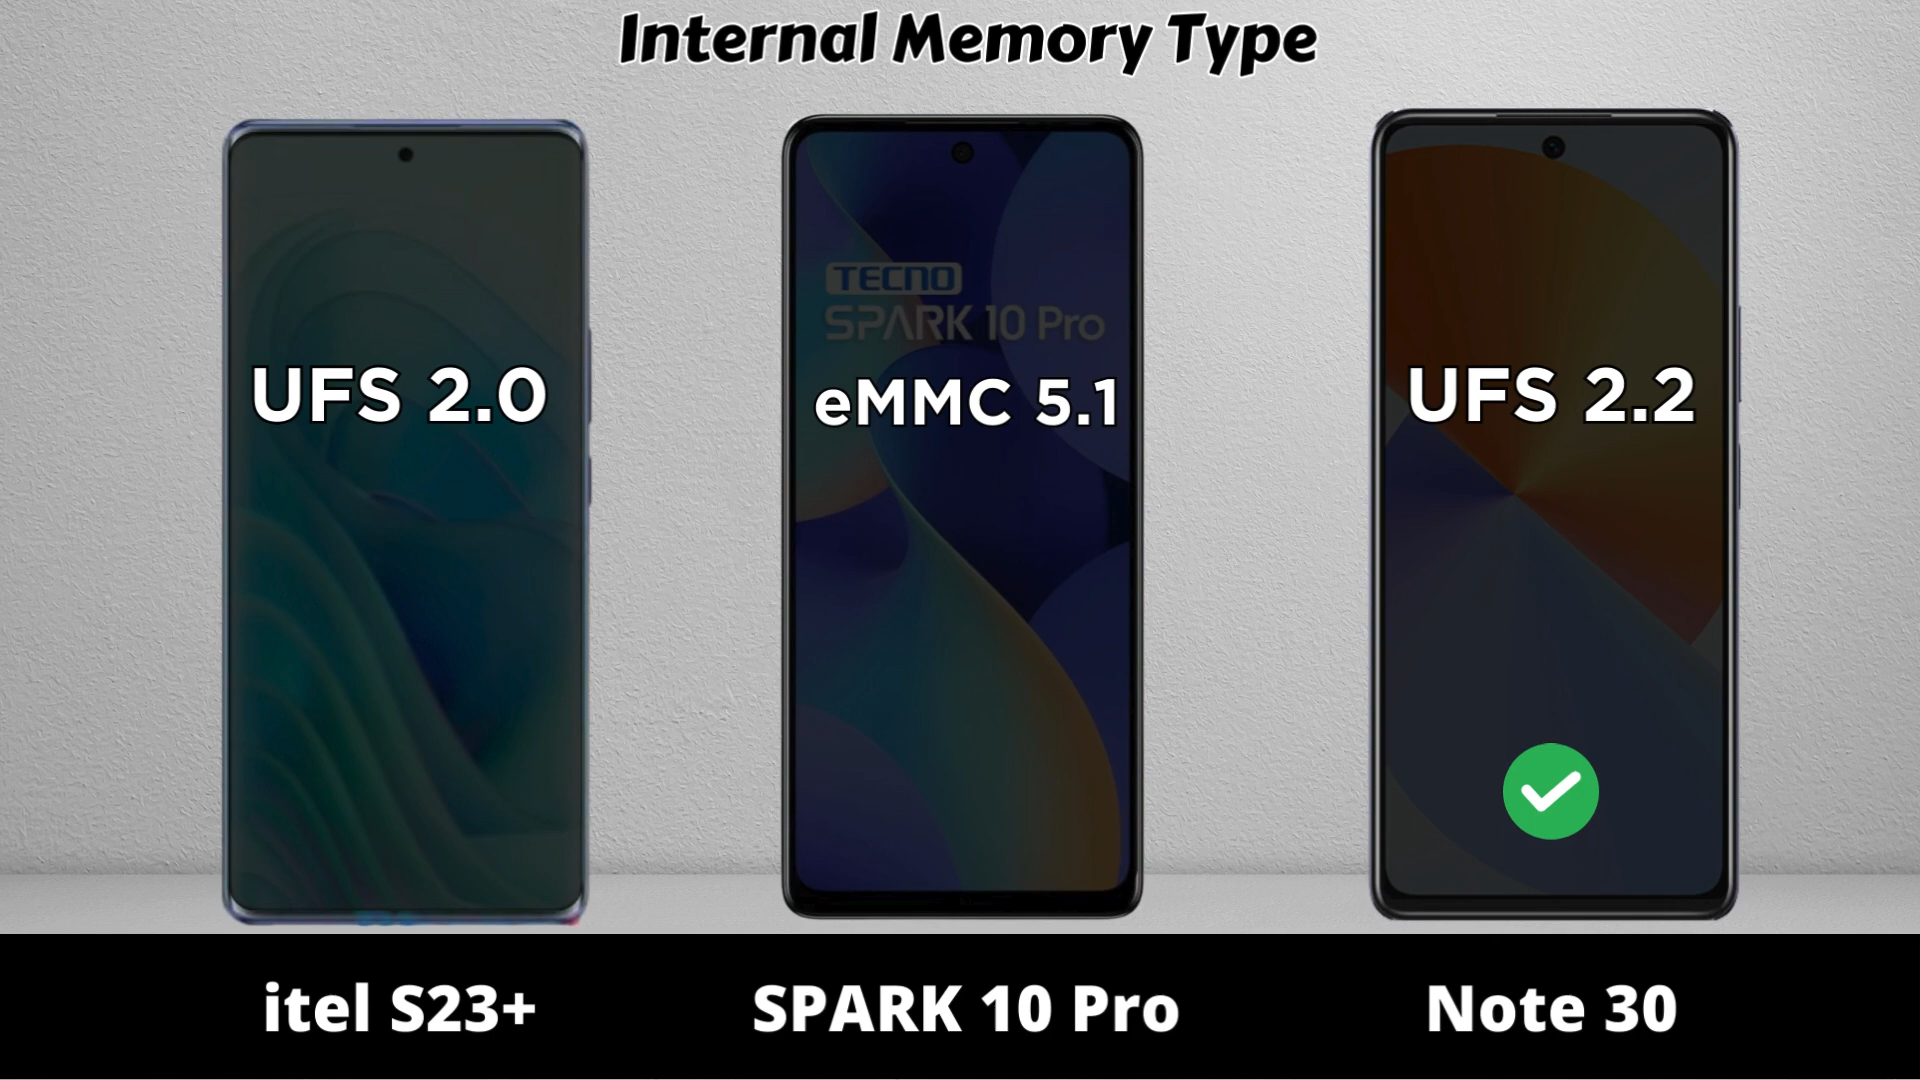 Internal Memory Type
TECNO
SPARK 10 Pro
UFS 2.0
eMMC 5.1
UFS 2.2
itel S23+
SPARK 10 Pro
Note 30